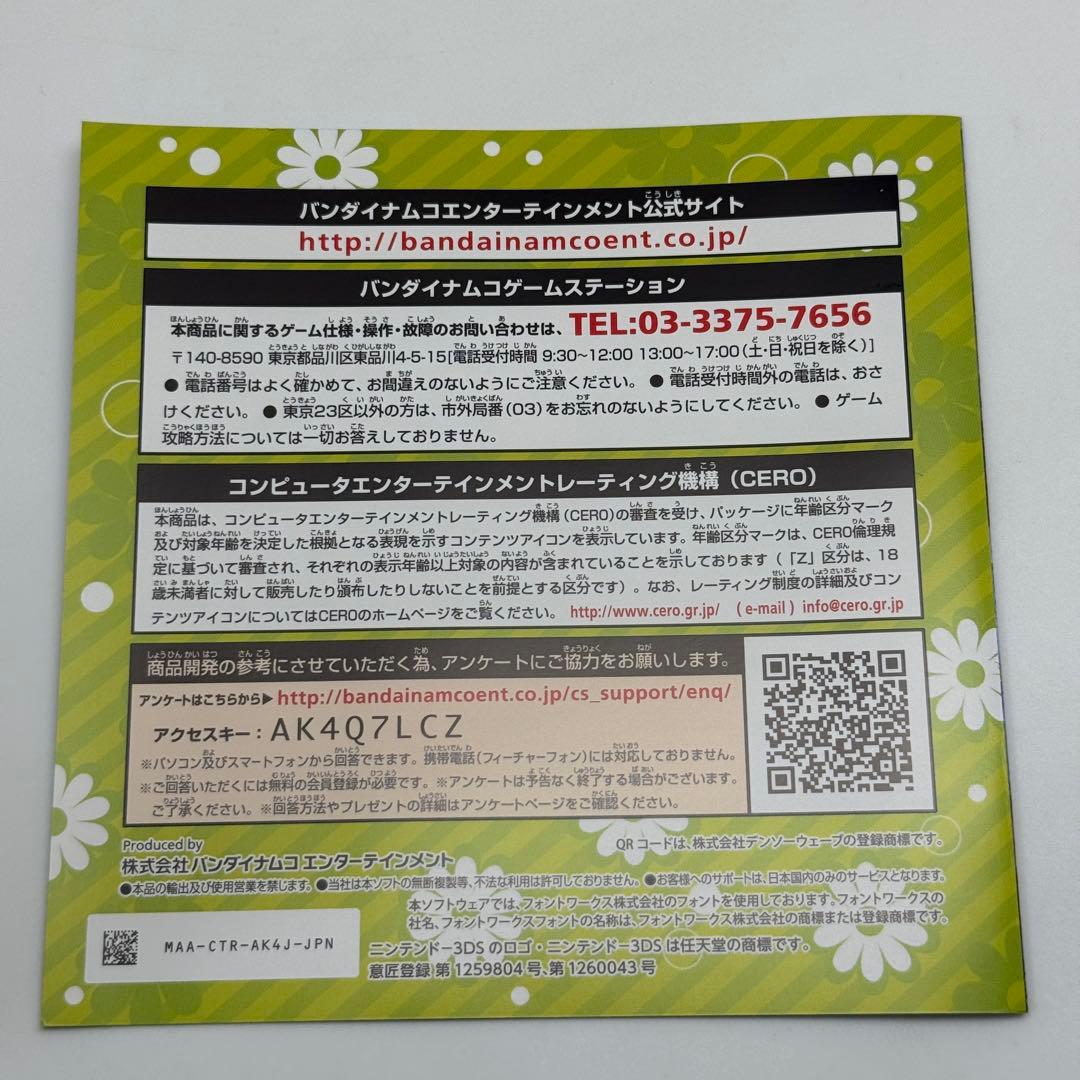 バンダイナムコエンターテインメント公式サイト
http://bandainamcoent.co.jp/
バンダイナムコゲームステーション
本商品に関するゲーム仕様・操作・故障のお問い合わせは、TEL:03-3375-7656
〒140-8590 東京都品川区東品川4-5-15[電話受付時間 9:30~12:00 13:00~17:00(土・日・祝日を除く)]
● 電話番号はよく確かめて、お間違えのないようにご注意ください。 ● 電話受付時間外の電話は、おさ
けください。 ● 東京23区以外の方は、市外局番(03)をお忘れのないようにしてください。 ● ゲーム
攻略方法については一切お答えしておりません。
コンピュータエンターテインメントレーティング機構(CERO)
本商品は、コンピュータエンターテインメントレーティング機構(CERO)の審査を受け、パッケージに年齢区分マーク
及び対象年齢を決定した根拠となる表現を示すコンテンツアイコンを表示しています。年齢区分マークは、CERO倫理規
定に基づいて審査され、それぞれの表示年齢以上対象の内容が含まれていることを示しております(「Z」区分は、18
歳未満者に対して販売したり頒布したりしないことを前提とする区分です)。なお、レーティング制度の詳細及びコン
テンツアイコンについてはCEROのホームページをご覧ください。 http://www.cero.gr.jp/ (e-mail) info@cero.gr.jp
商品開発の参考にさせていただく為、アンケートにご協力をお願いします。
アンケートはこちらから▶http://bandainamcoent.co.jp/cs_support/enq/
アクセスキー:AK4Q7LCZ
※パソコン及びスマートフォンから回答できます。携帯電話(フィーチャーフォン)には対応しておりません。
※ご回答いただくには無料の会員登録が必要です。※アンケートは予告なく終了する場合がございます。
ご了承ください。※回答方法やプレゼントの詳細はアンケートページをご確認ください。
QRコードは、株式会社デンソーウェーブの登録商標です。
Produced by
株式会社バンダイナムコエンターテインメント
●本品の輸出及び使用営業を禁じます。●当社は本ソフトの無断複製等、不法な利用は許可しておりません。●お客様へのサポートは、日本国内のみのサービスとなります。
本ソフトウェアでは、フォントワークス株式会社のフォントを使用しております。フォントワークスの
社名、フォントワークスフォントの名称は、フォントワークス株式会社の商標または登録商標です。
MAA-CTR-AK4J-JPN
ニンテンドー3DSのロゴ・ニンテンドー3DSは任天堂の商標です。
意匠登録 第1259804号、第1260043号